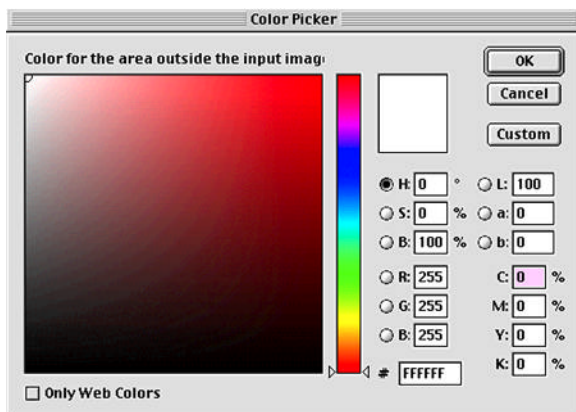 Color Picker
Color for the area outside the input imag
OK
Cancel
Custom
H: 0 °
S: 0 %
B: 100 %
L: 100
a: 0
b: 0
R: 255
G: 255
B: 255
# FFFFFF
C: 0 %
M: 0 %
Y: 0 %
K: 0 %
Only Web Colors